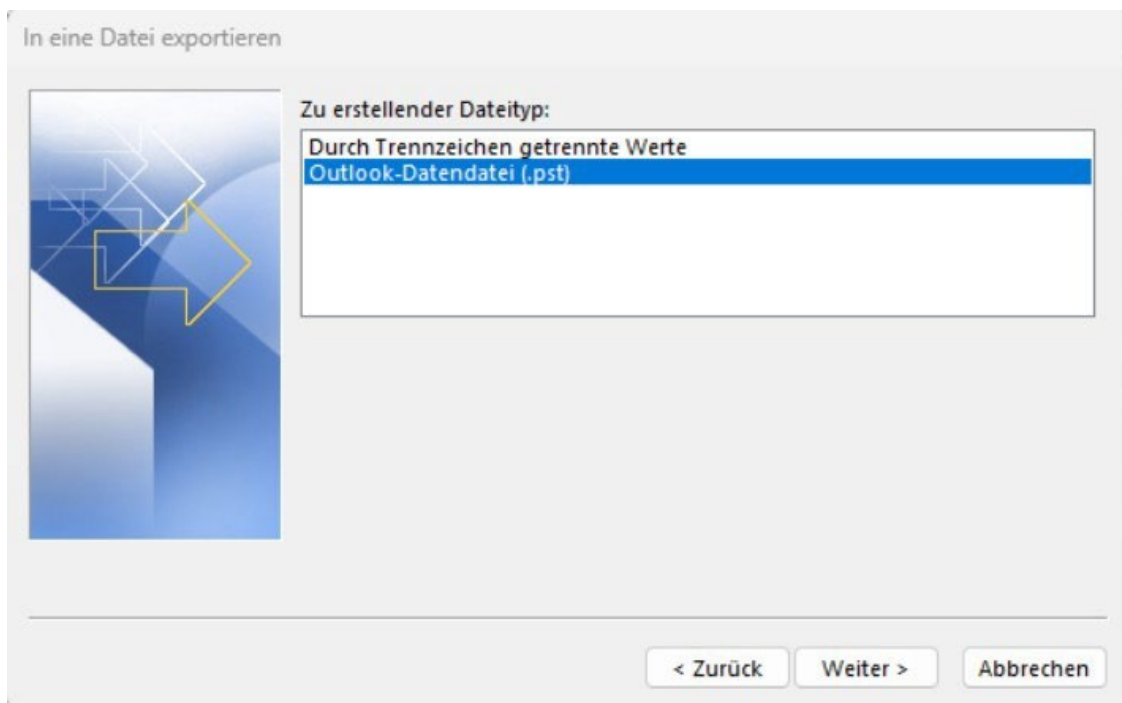 In eine Datei exportieren
Zu erstellender Dateityp:
Durch Trennzeichen getrennte Werte
Outlook-Datendatei (.pst)
< Zurück
Weiter >
Abbrechen